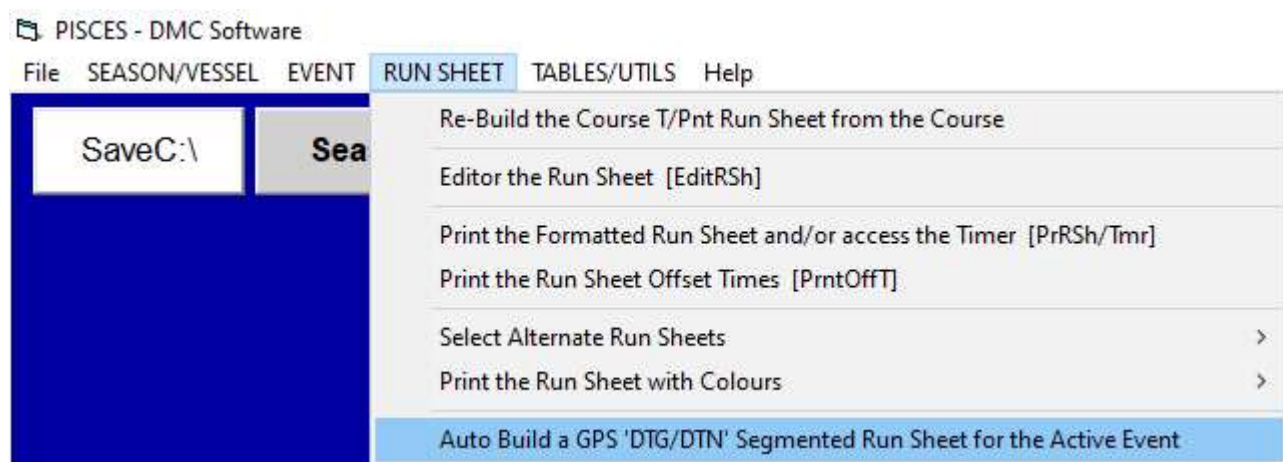 PISCES - DMC Software
File SEASON/VESSEL EVENT RUN SHEET TABLES/UTILS Help
SaveC:\ Sea
Re-Build the Course T/Pnt Run Sheet from the Course
Editor the Run Sheet [EditRSh]
Print the Formatted Run Sheet and/or access the Timer [PrRSh/Tmr]
Print the Run Sheet Offset Times [PrntOffT]
Select Alternate Run Sheets >
Print the Run Sheet with Colours >
Auto Build a GPS 'DTG/DTN' Segmented Run Sheet for the Active Event